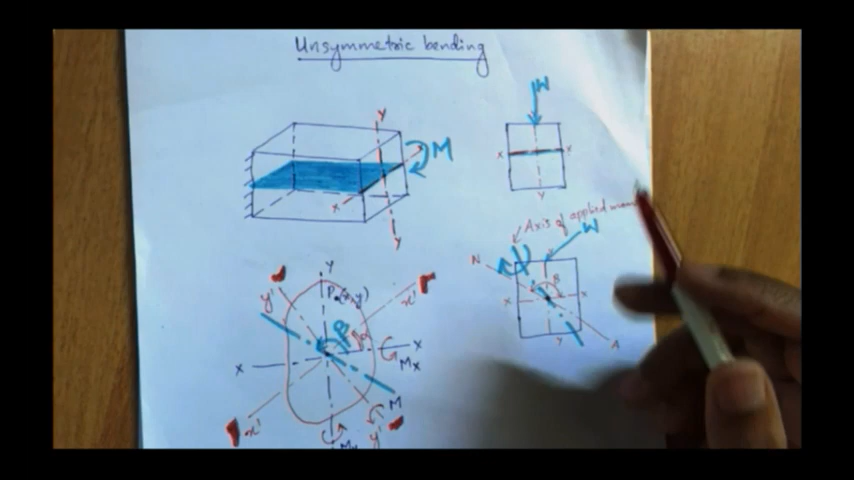 Unsymmetric bending
W
y
M
x
y
x
x
y
Axis of applied
W
N
x
x
y
A
β
y
P (x,y)
y'
x'
β
x
Mx
x
M
x'
y'